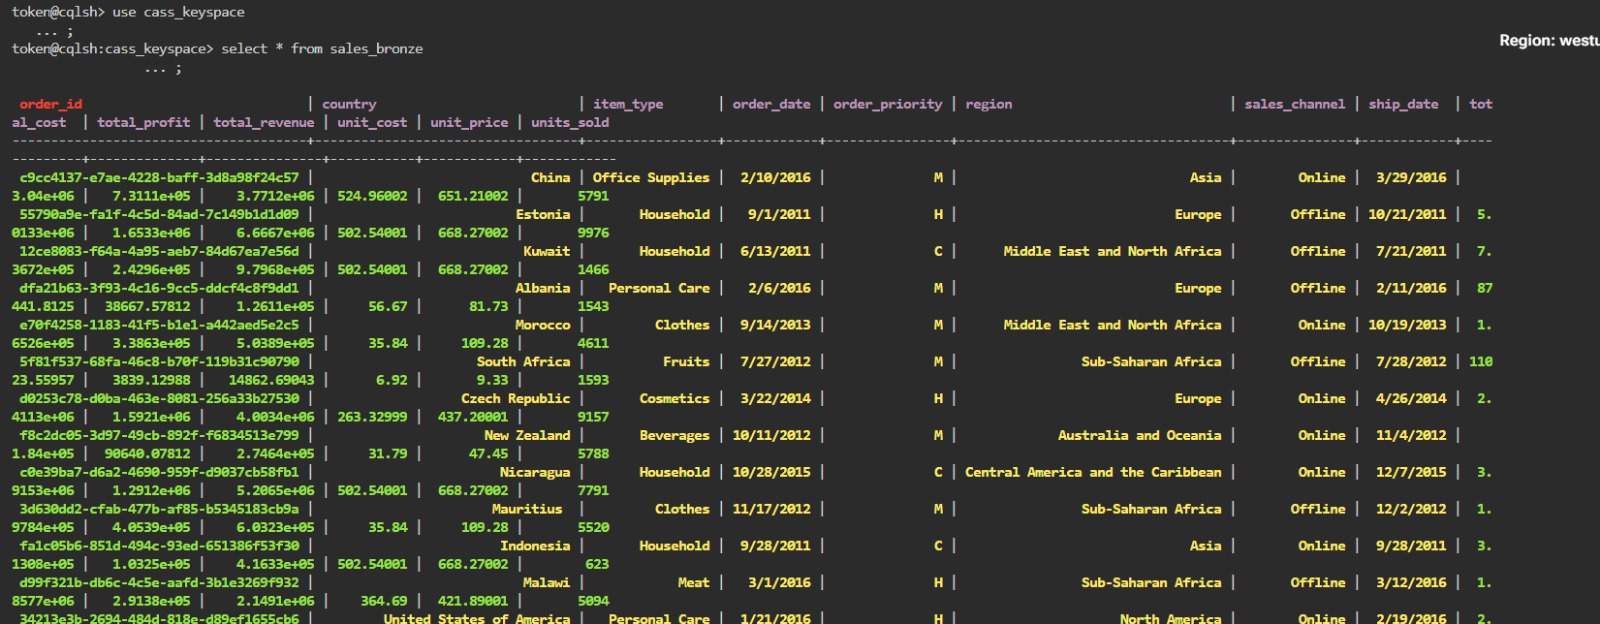 token@cqlsh> use cass_keyspace
... ;
token@cqlsh:cass_keyspace> select * from sales_bronze
... ;
Region: westu
order_id | country | item_type | order_date | order_priority | region | sales_channel | ship_date | tot
al_cost | total_profit | total_revenue | unit_cost | unit_price | units_sold
c9cc4137-e7ae-4228-baff-3d8a98f24c57 | China | Office Supplies | 2/10/2016 | M | Asia | Online | 3/29/2016 |
3.04e+06 | 7.3111e+05 | 3.7712e+06 | 524.96002 | 651.21002 | 5791
55790a9e-fa1f-4c5d-84ad-7c149b1d1d09 | Estonia | Household | 9/1/2011 | H | Europe | Offline | 10/21/2011 | 5.
0133e+06 | 1.6533e+06 | 6.6667e+06 | 502.54001 | 668.27002 | 9976
12ce8083-f64a-4a95-aeb7-84d67ea7e56d | Kuwait | Household | 6/13/2011 | C | Middle East and North Africa | Offline | 7/21/2011 | 7.
3672e+05 | 2.4296e+05 | 9.7968e+05 | 502.54001 | 668.27002 | 1466
dfa21b63-3f93-4c16-9cc5-ddcf4c8f9dd1 | Albania | Personal Care | 2/6/2016 | M | Europe | Offline | 2/11/2016 | 87
441.8125 | 38667.57812 | 1.2611e+05 | 56.67 | 81.73 | 1543
e70f4258-1183-41f5-b1e1-a442aed5e2c5 | Morocco | Clothes | 9/14/2013 | M | Middle East and North Africa | Online | 10/19/2013 | 1.
6526e+05 | 3.3863e+05 | 5.0389e+05 | 35.84 | 109.28 | 4611
5f81f537-68fa-46c8-b70f-119b31c90790 | South Africa | Fruits | 7/27/2012 | M | Sub-Saharan Africa | Offline | 7/28/2012 | 110
23.55957 | 3839.12988 | 14862.69043 | 6.92 | 9.33 | 1593
d0253c78-d0ba-463e-8081-256a33b27530 | Czech Republic | Cosmetics | 3/22/2014 | H | Europe | Online | 4/26/2014 | 2.
4113e+06 | 1.5921e+06 | 4.0034e+06 | 263.32999 | 437.20001 | 9157
f8c2dc05-3d97-49cb-892f-f6834513e799 | New Zealand | Beverages | 10/11/2012 | M | Australia and Oceania | Online | 11/4/2012 |
1.84e+05 | 90640.07812 | 2.7464e+05 | 31.79 | 47.45 | 5788
c0e39ba7-d6a2-4690-959f-d9037cb58fb1 | Nicaragua | Household | 10/28/2015 | C | Central America and the Caribbean | Online | 12/7/2015 | 3.
9153e+06 | 1.2912e+06 | 5.2065e+06 | 502.54001 | 668.27002 | 7791
3d630dd2-cfab-477b-af85-b5345183cb9a | Mauritius | Clothes | 11/17/2012 | M | Sub-Saharan Africa | Offline | 12/2/2012 | 1.
9784e+05 | 4.0539e+05 | 6.0323e+05 | 35.84 | 109.28 | 5520
fa1c05b6-851d-494c-93ed-651386f53f30 | Indonesia | Household | 9/28/2011 | C | Asia | Online | 9/28/2011 | 3.
1308e+05 | 1.0325e+05 | 4.1633e+05 | 502.54001 | 668.27002 | 623
d99f321b-db6c-4c5e-aafd-3b1e3269f932 | Malawi | Meat | 3/1/2016 | H | Sub-Saharan Africa | Offline | 3/12/2016 | 1.
8577e+06 | 2.9138e+05 | 2.1491e+06 | 364.69 | 421.89001 | 5094
34213e3b-2694-484d-818e-d89ef1655cb6 | United States of America | Personal Care | 1/21/2016 | H | North America | Online | 2/19/2016 | 2.